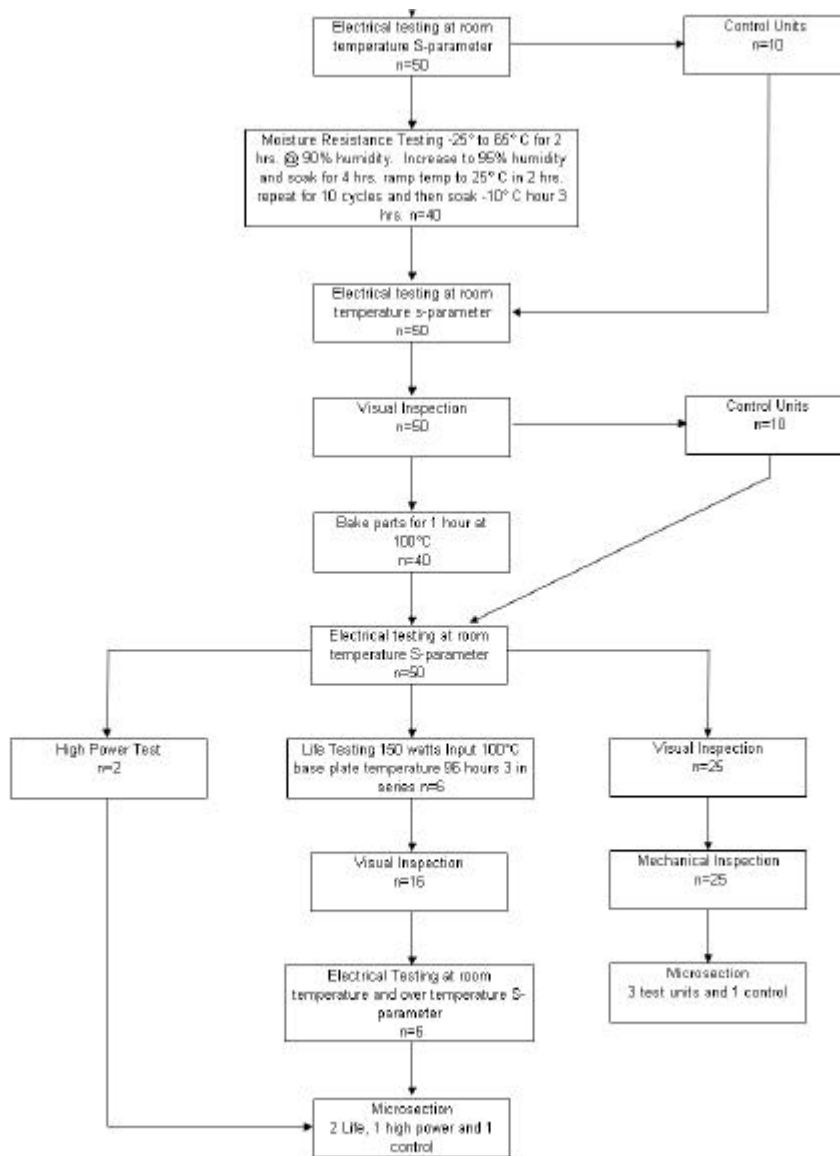 Electrical testing at room
temperature S-parameter
n=50
Control Units
n=10
Moisture Resistance Testing -25° to 65° C for 2
hrs. @ 90% humidity. Increase to 95% humidity
and soak for 4 hrs. ramp temp to 25° C in 2 hrs.
repeat for 10 cycles and then soak -10° C hour 3
hrs. n=40
Electrical testing at room
temperature s-parameter
n=50
Visual Inspection
n=50
Control Units
n=10
Bake parts for 1 hour at
100°C
n=40
Electrical testing at room
temperature S-parameter
n=50
High Power Test
n=2
Life Testing 150 watts Input 100°C
base plate temperature 96 hours 3 in
series n=6
Visual Inspection
n=25
Visual Inspection
n=16
Mechanical Inspection
n=25
Electrical Testing at room
temperature and over temperature S-
parameter
n=6
Microsection
3 test units and 1 control
Microsection
2 Life, 1 high power and 1
control